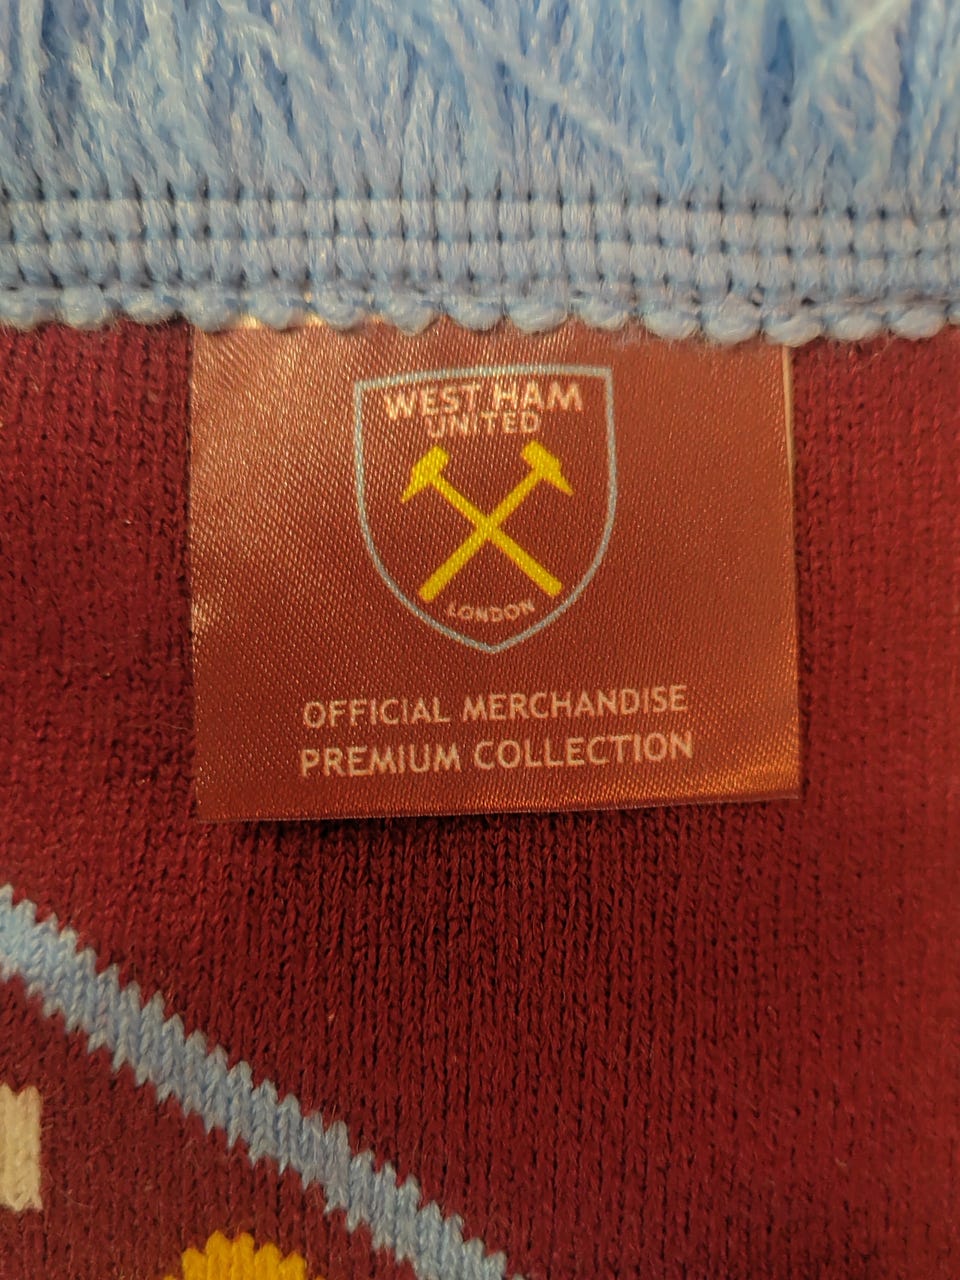 WEST HAM
UNITED
LONDON
OFFICIAL MERCHANDISE
PREMIUM COLLECTION